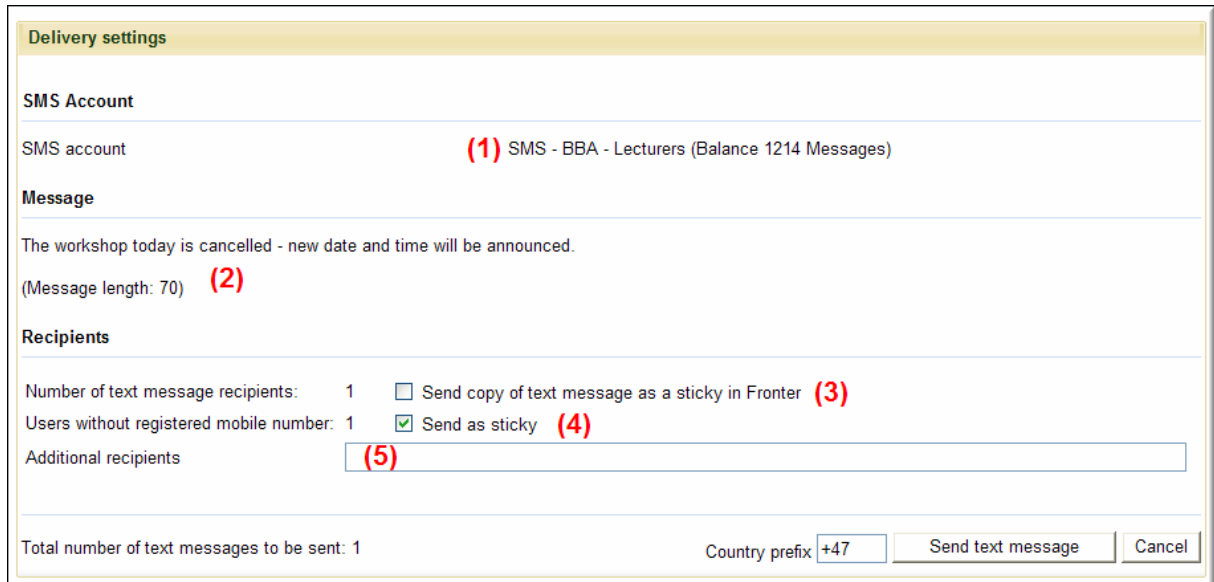 Delivery settings
SMS Account
SMS account (1) SMS - BBA - Lecturers (Balance 1214 Messages)
Message
The workshop today is cancelled - new date and time will be announced.
(Message length: 70) (2)
Recipients
Number of text message recipients: 1 Send copy of text message as a sticky in Fronter (3)
Users without registered mobile number: 1 Send as sticky (4)
Additional recipients (5)
Total number of text messages to be sent: 1 Country prefix +47 Send text message Cancel